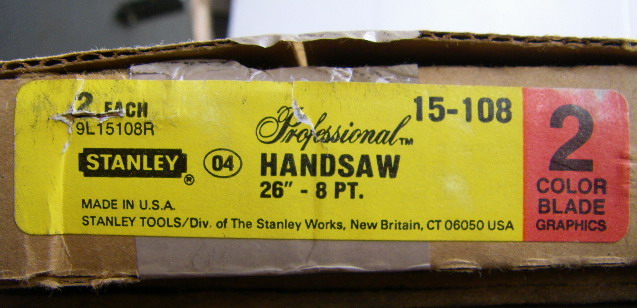 2 EACH
9L15108R
STANLEY®
04
Professional™
HANDSAW
26" - 8 PT.
15-108
MADE IN U.S.A.
STANLEY TOOLS/Div. of The Stanley Works, New Britain, CT 06050 USA
2
COLOR
BLADE
GRAPHICS